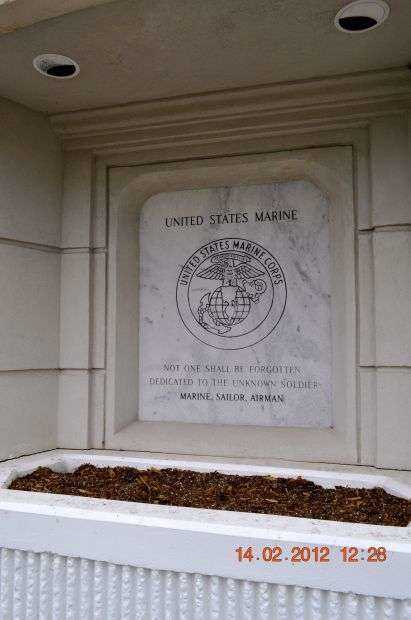 UNITED STATES MARINE
UNITED STATES MARINE CORPS
NOT ONE SHALL BE FORGOTTEN
DEDICATED TO THE UNKNOWN SOLDIER
MARINE, SAILOR, AIRMAN
14.02.2012 12:28